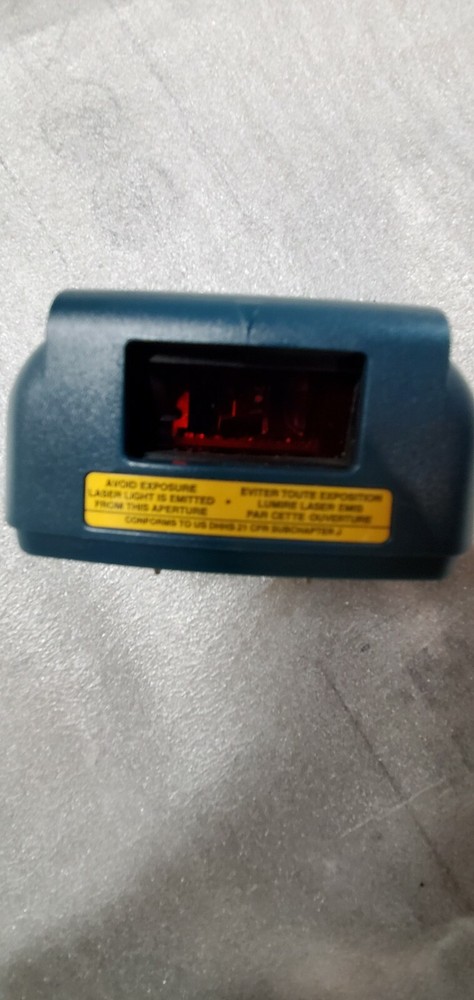 AVOID EXPOSURE
LASER LIGHT IS EMITTED
FROM THIS APERTURE
•
EVITER TOUTE EXPOSITION
LUMIRE LASER EMIS
PAR CETTE OUVERTURE
CONFORMS TO US DHHS 21 CFR SUBCHAPTER J